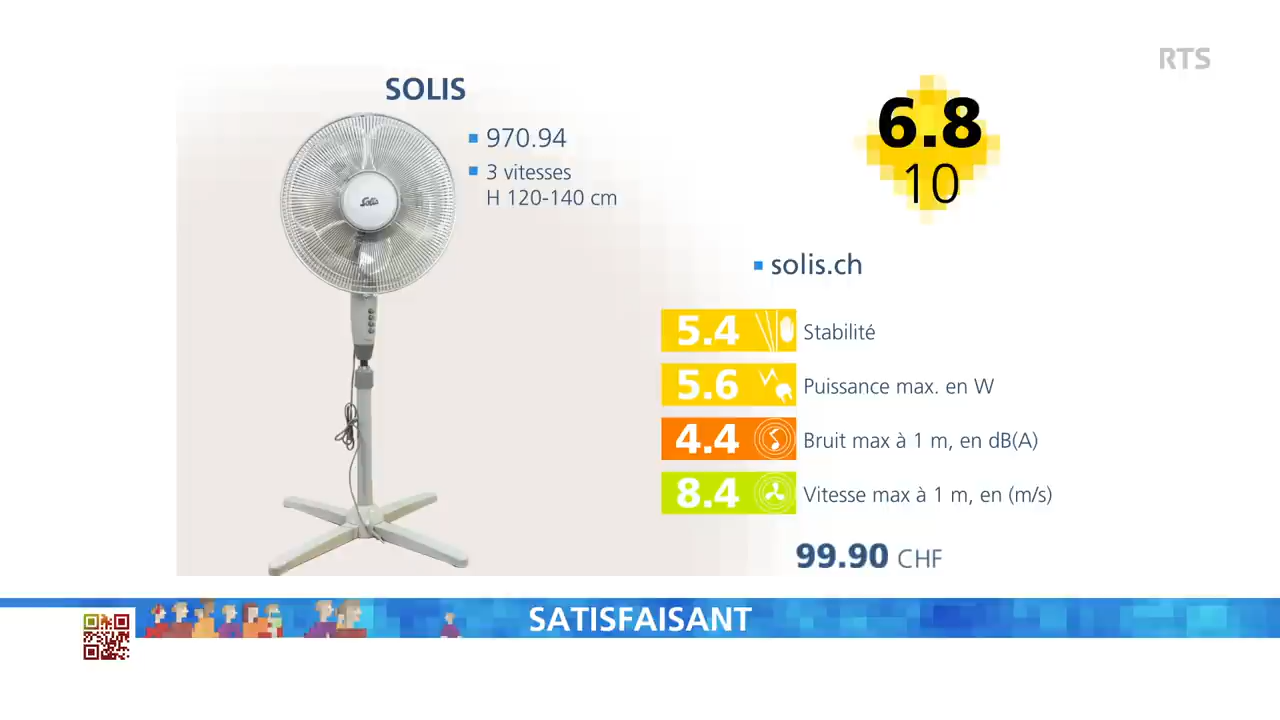 RTS
SOLIS
970.94
3 vitesses
H 120-140 cm
Solis
6.8
10
solis.ch
5.4 Stabilité
5.6 Puissance max. en W
4.4 Bruit max à 1 m, en dB(A)
8.4 Vitesse max à 1 m, en (m/s)
99.90 CHF
SATISFAISANT